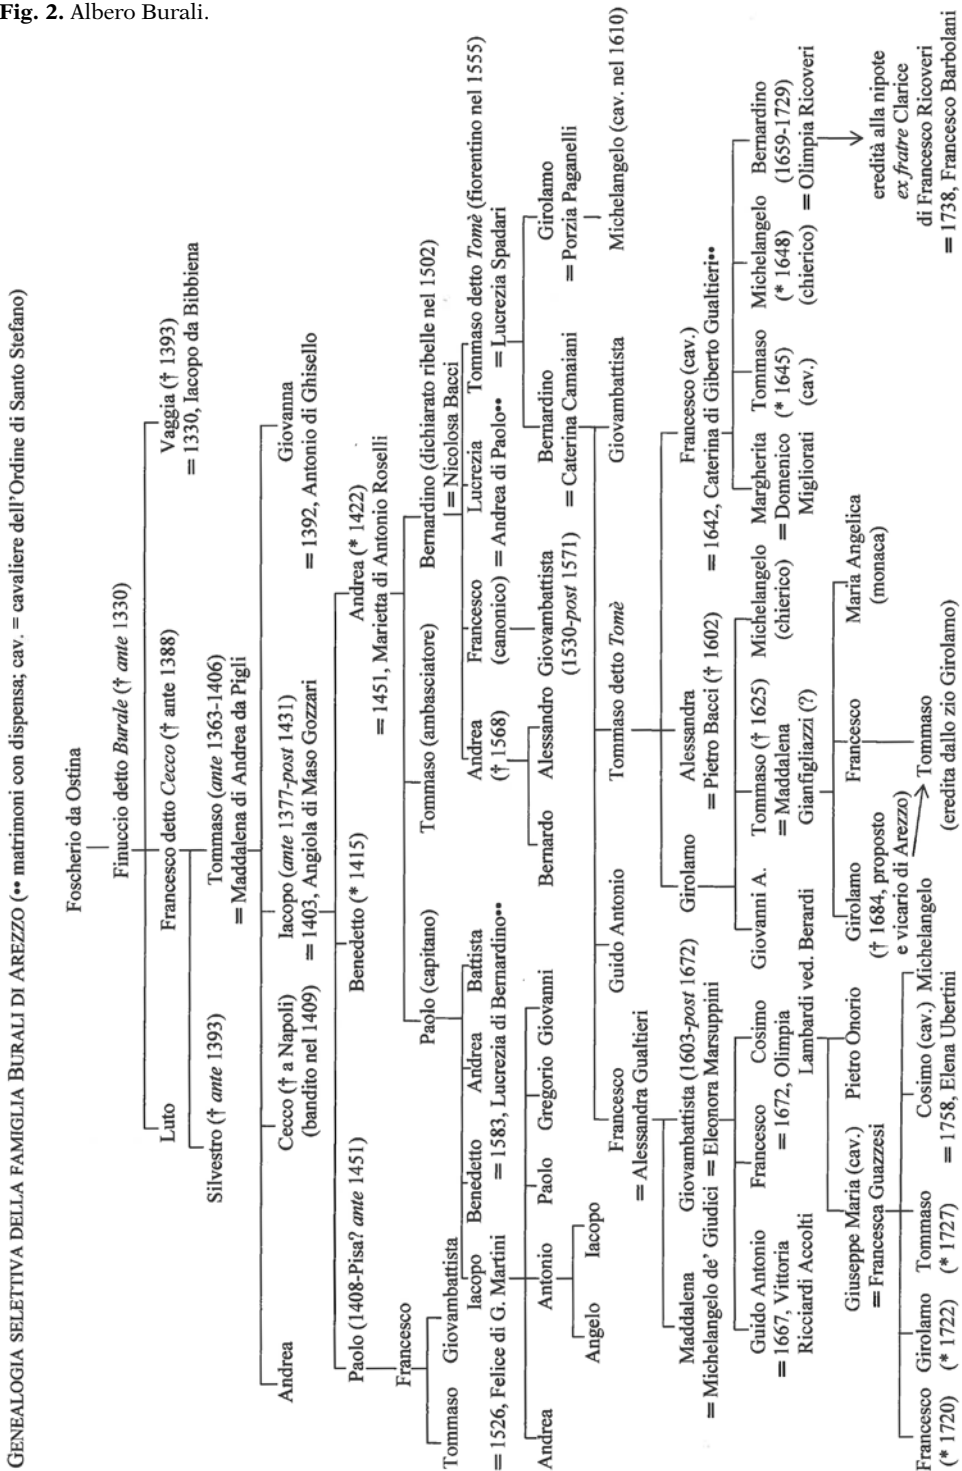 Fig. 2. Albero Burali.
GENEALOGIA SELETTIVA DELLA FAMIGLIA BURALI DI AREZZO (•• matrimoni con dispensa; cav. = cavaliere dell'Ordine di Santo Stefano)
Foscherio da Ostina
Finuccio detto Burale († ante 1330)
Luto
Francesco detto Cecco († ante 1388)
Vaggia († 1393)
= 1330, Iacopo da Bibbiena
Silvestro († ante 1393)
Tommaso (ante 1363-1406)
= Maddalena di Andrea da Pigli
Andrea
Cecco († a Napoli)
(bandito nel 1409)
Iacopo (ante 1377-post 1431)
= 1403, Angiola di Maso Gozzari
Giovanna
= 1392, Antonio di Ghisello
Paolo (1408-Pisa? ante 1451)
Benedetto (* 1415)
Andrea (* 1422)
= 1451, Marietta di Antonio Roselli
Francesco
Paolo (capitano)
Tommaso (ambasciatore)
Bernardino (dichiarato ribelle nel 1502)
= Nicolosa Bacci
Tommaso
Giovambattista
Iacopo
= 1526, Felice di G. Martini
Benedetto
Andrea
= 1583, Lucrezia di Bernardino••
Battista
Andrea
(† 1568)
Francesco
(canonico)
Lucrezia
= Andrea di Paolo••
Tommaso detto Tomè (fiorentino nel 1555)
= Lucrezia Spadari
Andrea
Antonio
Paolo
Gregorio
Giovanni
Bernardo
Alessandro
Giovambattista
(1530-post 1571)
Bernardino
= Caterina Camaiani
Girolamo
= Porzia Paganelli
Angelo
Iacopo
Francesco
= Alessandra Gualtieri
Guido Antonio
Tommaso detto Tomè
Giovambattista
Michelangelo (cav. nel 1610)
Maddalena
= Michelangelo de' Giudici
Giovambattista (1603-post 1672)
= Eleonora Marsuppini
Girolamo
Alessandra
= Pietro Bacci († 1602)
Francesco (cav.)
= 1642, Caterina di Giberto Gualtieri••
Guido Antonio
= 1667, Vittoria
Ricciardi Accolti
Francesco
Cosimo
= 1672, Olimpia
Lambardi ved. Berardi
Giovanni A.
Tommaso († 1625)
= Maddalena
Gianfigliazzi (?)
Michelangelo
(chierico)
Margherita
= Domenico
Migliorati
Tommaso
(* 1645)
(cav.)
Michelangelo
(* 1648)
(chierico)
Bernardino
(1659-1729)
= Olimpia Ricoveri
Giuseppe Maria (cav.)
= Francesca Guazzesi
Pietro Onorio
Girolamo
(† 1684, proposto
e vicario di Arezzo)
Francesco
Maria Angelica
(monaca)
eredità alla nipote
ex fratre Clarice
di Francesco Ricoveri
= 1738, Francesco Barbolani
Francesco
(* 1720)
Girolamo
(* 1722)
Tommaso
(* 1727)
Cosimo (cav.)
= 1758, Elena Ubertini
Michelangelo
Tommaso
(eredita dallo zio Girolamo)